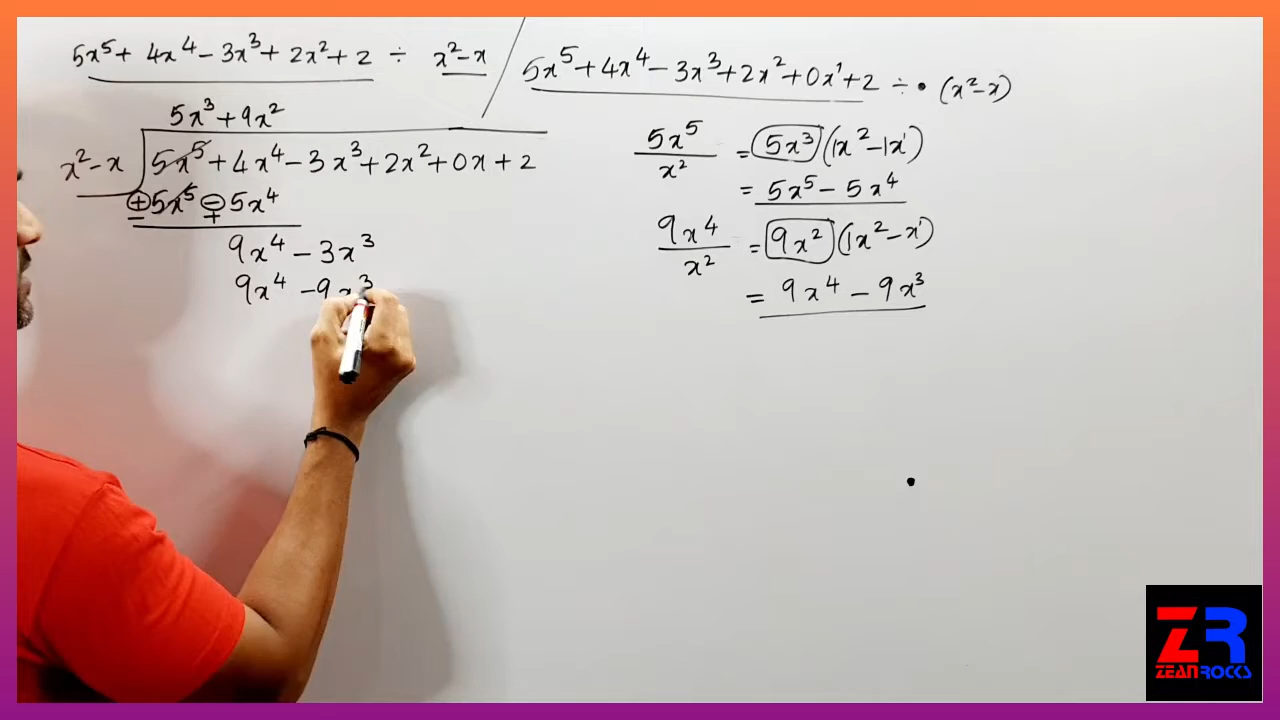 5x⁵ + 4x⁴ - 3x³ + 2x² + 2 ÷ x² - x
5x³ + 9x²
x² - x 5x⁵ + 4x⁴ - 3x³ + 2x² + 0x + 2
+ 5x⁵ - 5x⁴
- +
9x⁴ - 3x³
9x⁴ - 9x³
5x⁵ + 4x⁴ - 3x³ + 2x² + 0x¹ + 2 ÷ (x² - x)
5x⁵
/ x² = 5x³ (1x² - 1x¹)
= 5x⁵ - 5x⁴
9x⁴
/ x² = 9x² (1x² - x¹)
= 9x⁴ - 9x³
ZR
ZEAN ROCKS